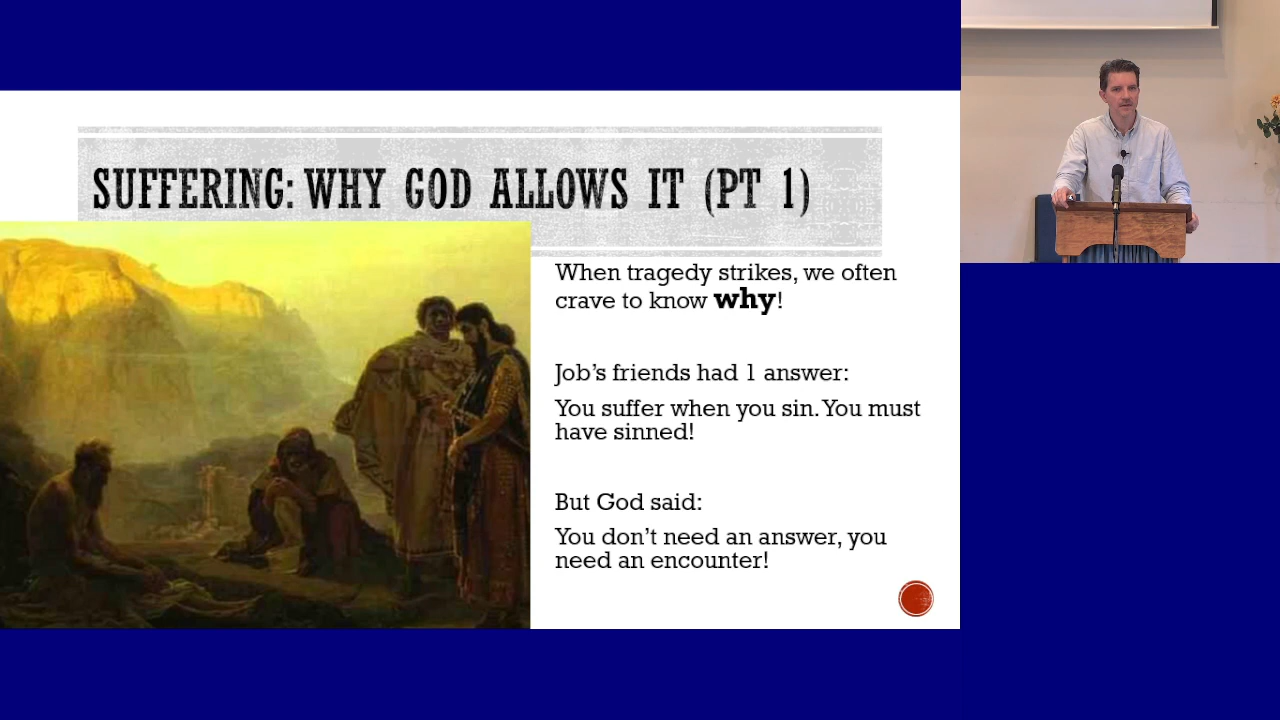 SUFFERING: WHY GOD ALLOWS IT (PT 1)
When tragedy strikes, we often
crave to know why!
Job's friends had 1 answer:
You suffer when you sin. You must
have sinned!
But God said:
You don't need an answer, you
need an encounter!